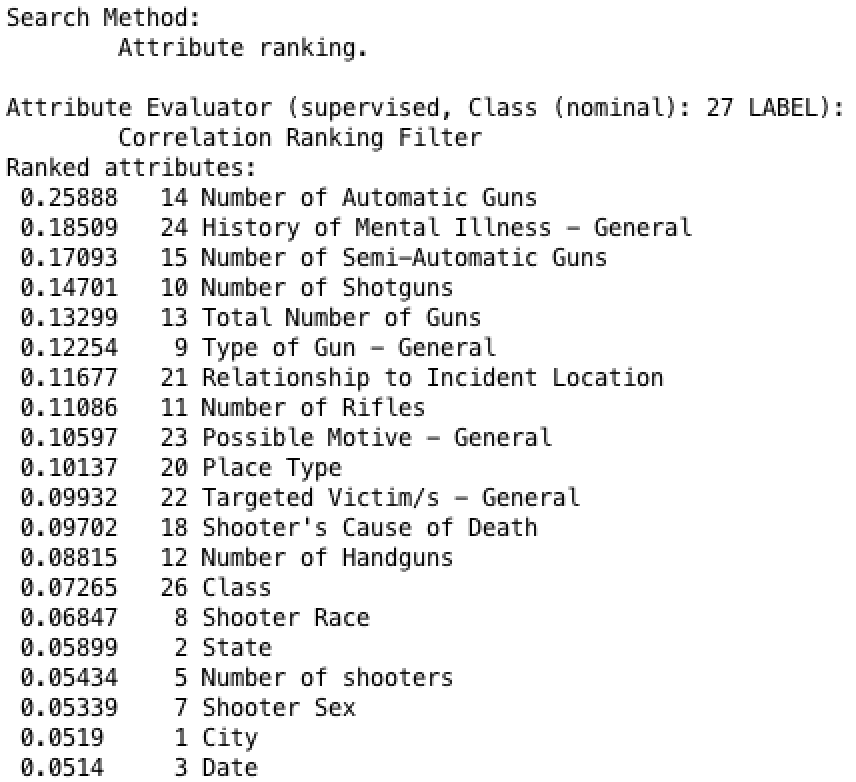 Search Method:
Attribute ranking.
Attribute Evaluator (supervised, Class (nominal): 27 LABEL):
Correlation Ranking Filter
Ranked attributes:
0.25888 14 Number of Automatic Guns
0.18509 24 History of Mental Illness - General
0.17093 15 Number of Semi-Automatic Guns
0.14701 10 Number of Shotguns
0.13299 13 Total Number of Guns
0.12254 9 Type of Gun - General
0.11677 21 Relationship to Incident Location
0.11086 11 Number of Rifles
0.10597 23 Possible Motive - General
0.10137 20 Place Type
0.09932 22 Targeted Victim/s - General
0.09702 18 Shooter's Cause of Death
0.08815 12 Number of Handguns
0.07265 26 Class
0.06847 8 Shooter Race
0.05899 2 State
0.05434 5 Number of shooters
0.05339 7 Shooter Sex
0.0519 1 City
0.0514 3 Date